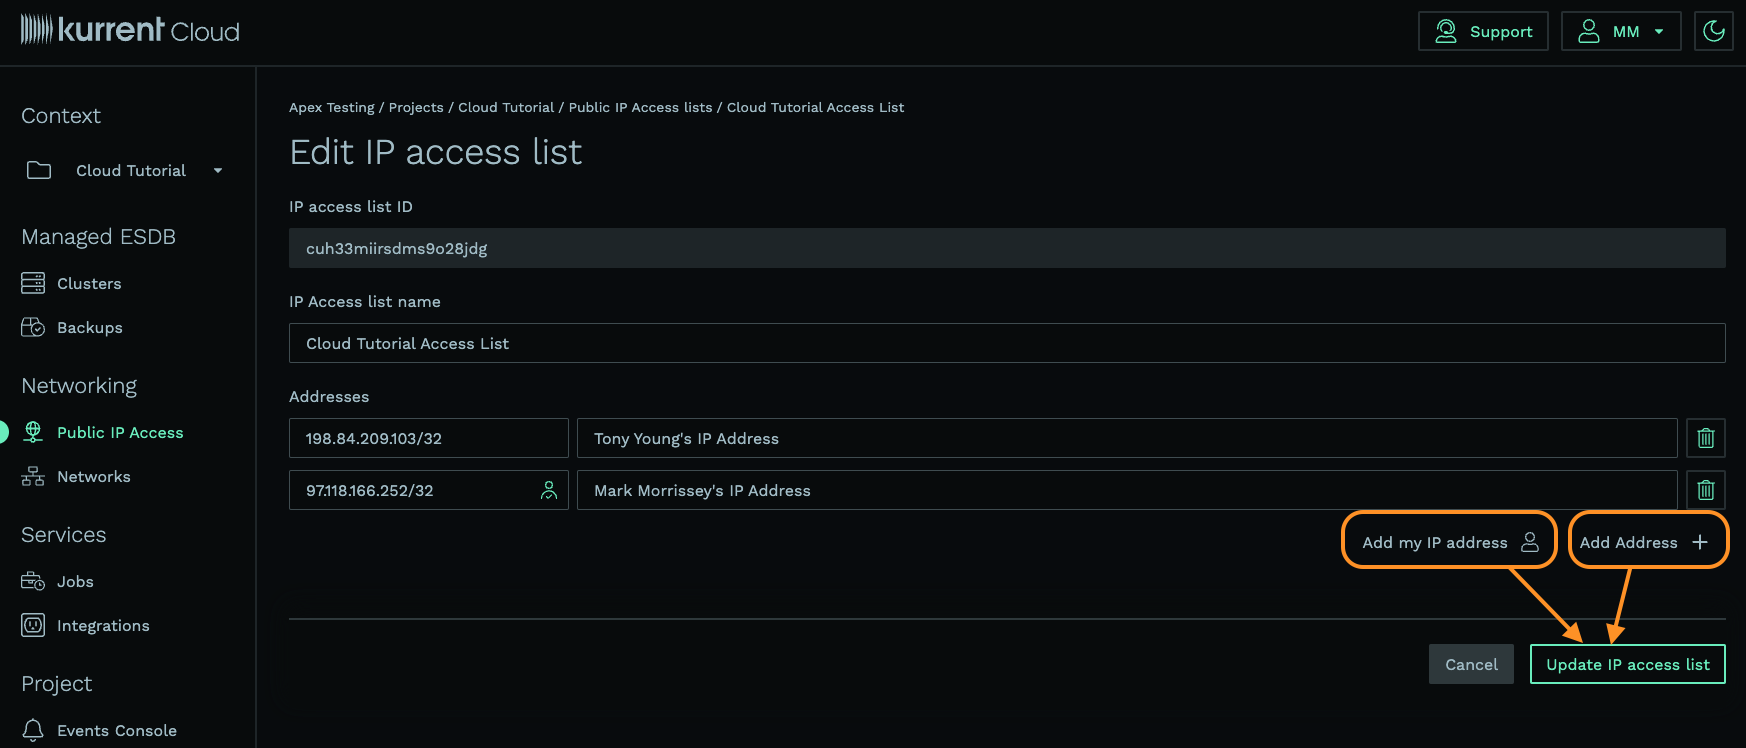 kurrent Cloud
Support
MM
Context
Cloud Tutorial
Managed ESDB
Clusters
Backups
Networking
Public IP Access
Networks
Services
Jobs
Integrations
Project
Events Console
Apex Testing / Projects / Cloud Tutorial / Public IP Access lists / Cloud Tutorial Access List
Edit IP access list
IP access list ID
cuh33miirsdms9o28jdg
IP Access list name
Cloud Tutorial Access List
Addresses
198.84.209.103/32 Tony Young's IP Address
97.118.166.252/32 Mark Morrissey's IP Address
Add my IP address Add Address +
Cancel Update IP access list